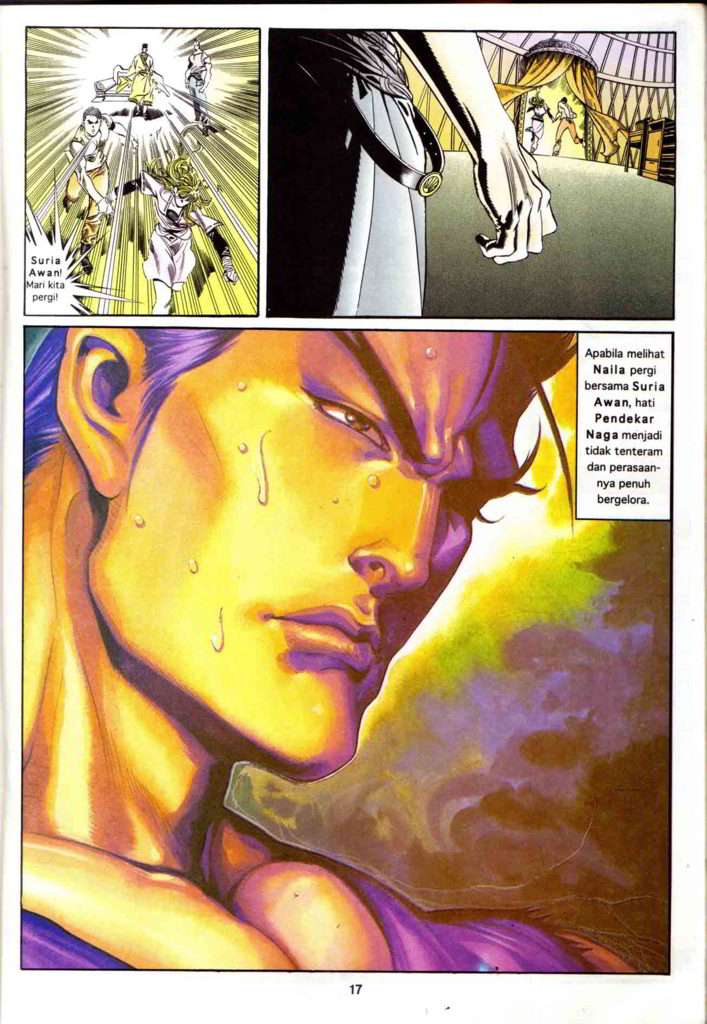 Suria
Awan!
Mari kita
pergi!
Apabila melihat
Naila pergi
bersama Suria
Awan, hati
Pendekar
Naga menjadi
tidak tenteram
dan perasaan-
nya penuh
bergelora.
17